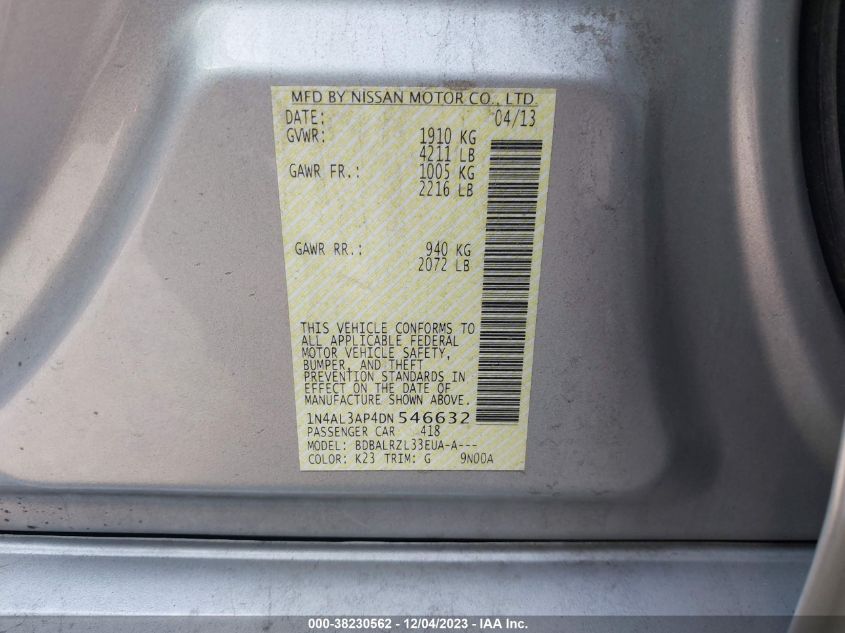 MFD BY NISSAN MOTOR CO., LTD.
DATE: 04/13
GVWR: 1910 KG
4211 LB
GAWR FR.: 1005 KG
2216 LB
GAWR RR.: 940 KG
2072 LB
THIS VEHICLE CONFORMS TO
ALL APPLICABLE FEDERAL
MOTOR VEHICLE SAFETY,
BUMPER, AND THEFT
PREVENTION STANDARDS IN
EFFECT ON THE DATE OF
MANUFACTURE SHOWN ABOVE.
1N4AL3AP4DN 546632
PASSENGER CAR 418
MODEL: BDBALRZL33EUA-A---
COLOR: K23 TRIM: G 9N00A
000-38230562 - 12/04/2023 - IAA Inc.